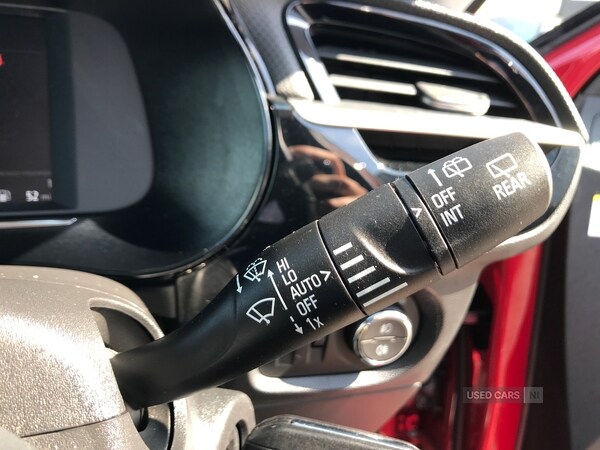 52
OFF
INT
REAR
HI
LO
AUTO
OFF
1x
USED CARS NI